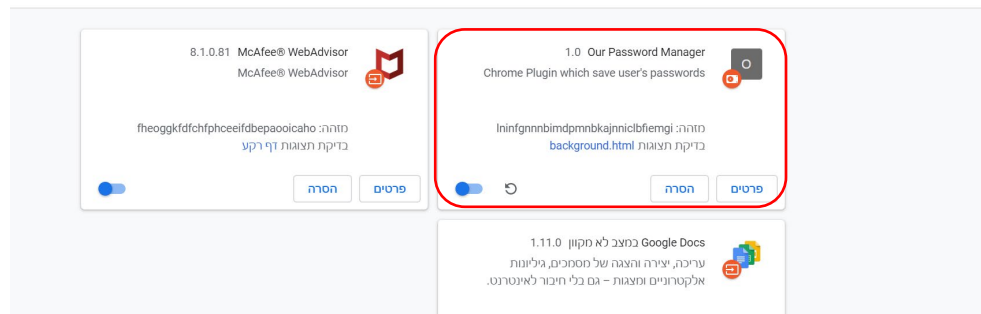 Our Password Manager 1.0
Chrome Plugin which save user's passwords
מזהה: lninfgnnnbimdpmnbkajnniclbfiemgi
בדיקת תצוגות background.html
פרטים
הסרה
McAfee® WebAdvisor 8.1.0.81
McAfee® WebAdvisor
מזהה: fheoggkfdfchfphceeifdbepaooicaho
בדיקת תצוגות דף רקע
פרטים
הסרה
Google Docs במצב לא מקוון 1.11.0
עריכה, יצירה והצגה של מסמכים, גיליונות
אלקטרוניים ומצגות – גם בלי חיבור לאינטרנט.
O